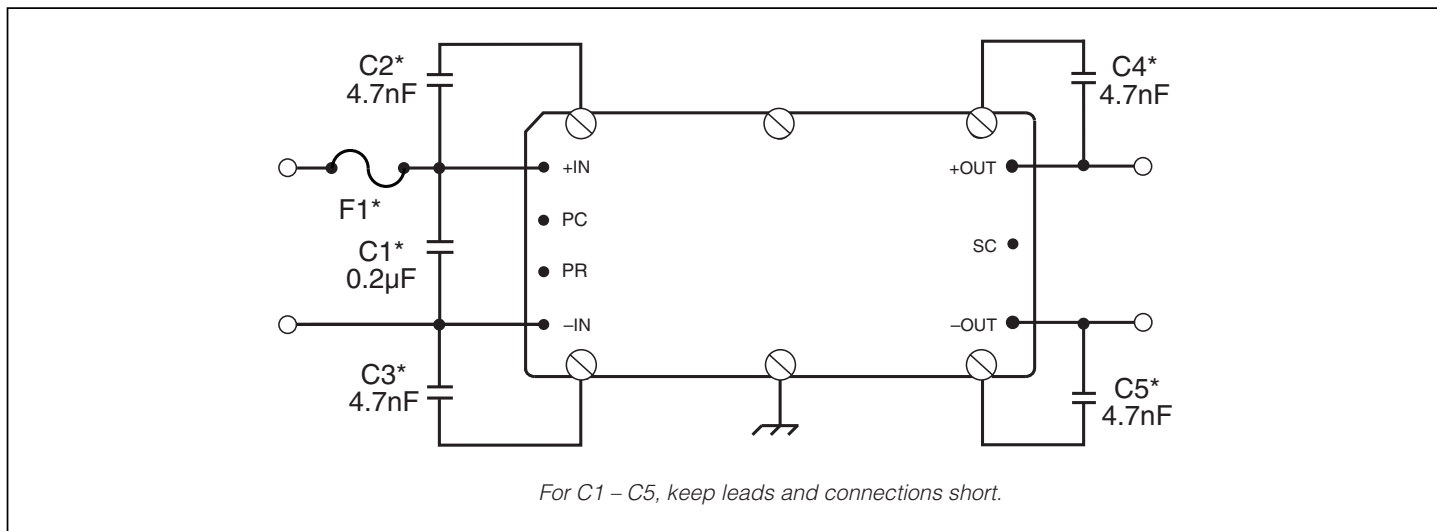 C2*
4.7nF
C4*
4.7nF
+IN
+OUT
F1*
PC
C1*
0.2µF
SC
PR
–IN
–OUT
C3*
4.7nF
C5*
4.7nF
For C1 – C5, keep leads and connections short.